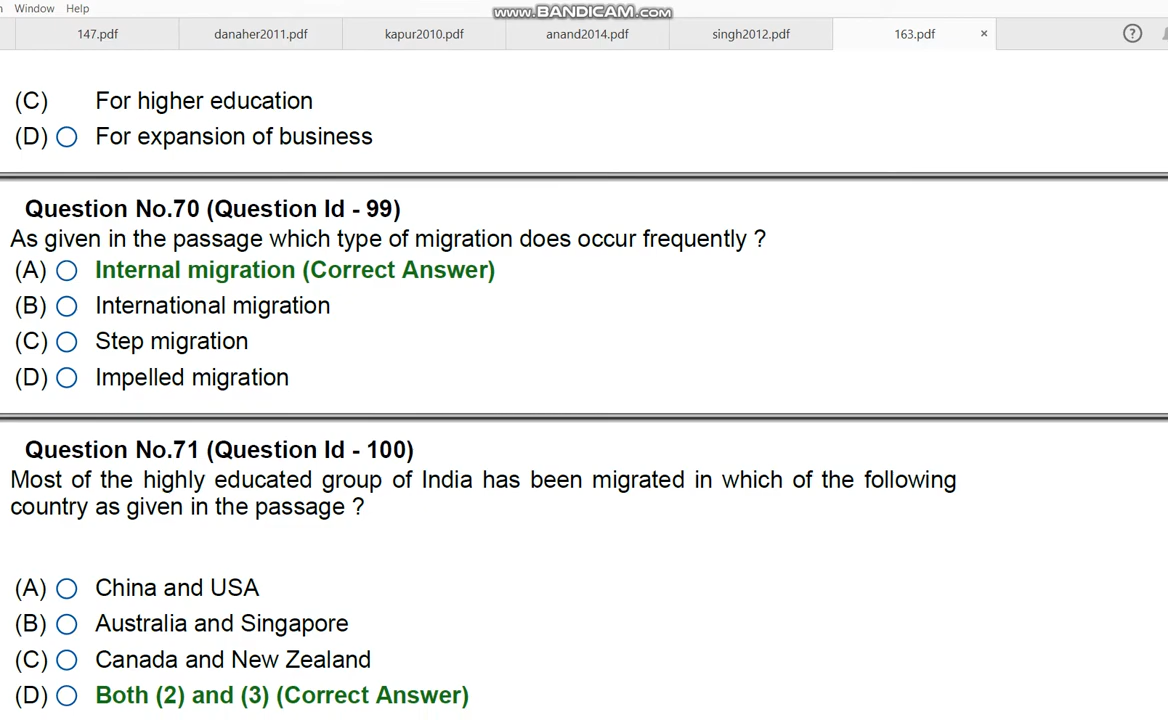 Window Help
www.BANDICAM.com
147.pdf danaher2011.pdf kapur2010.pdf anand2014.pdf singh2012.pdf 163.pdf × ?
(C) For higher education
(D) For expansion of business
Question No.70 (Question Id - 99)
As given in the passage which type of migration does occur frequently ?
(A) Internal migration (Correct Answer)
(B) International migration
(C) Step migration
(D) Impelled migration
Question No.71 (Question Id - 100)
Most of the highly educated group of India has been migrated in which of the following
country as given in the passage ?
(A) China and USA
(B) Australia and Singapore
(C) Canada and New Zealand
(D) Both (2) and (3) (Correct Answer)